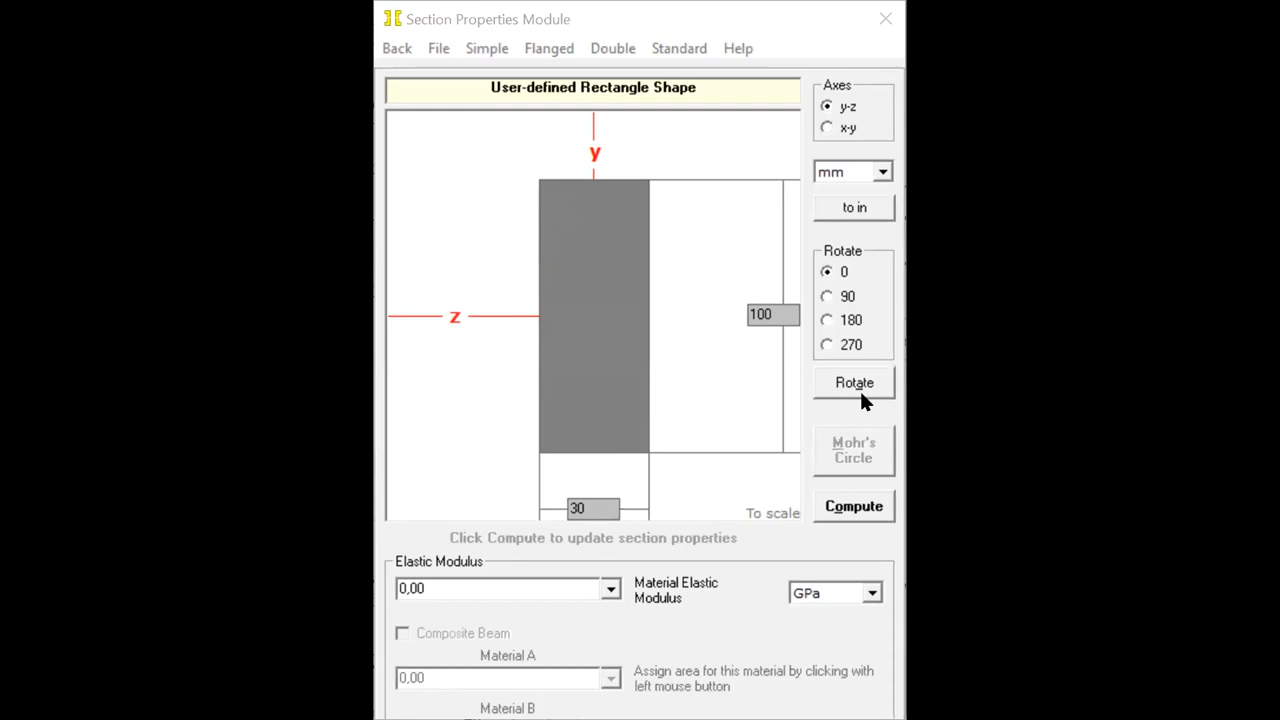 Section Properties Module
Back File Simple Flanged Double Standard Help
User-defined Rectangle Shape
Axes
y-z
x-y
y
mm
to in
Rotate
0
90
180
270
z
100
Rotate
Mohr's
Circle
30
To scale
Compute
Click Compute to update section properties
Elastic Modulus
0,00
Material Elastic
Modulus
GPa
Composite Beam
Material A
0,00
Assign area for this material by clicking with
left mouse button
Material B